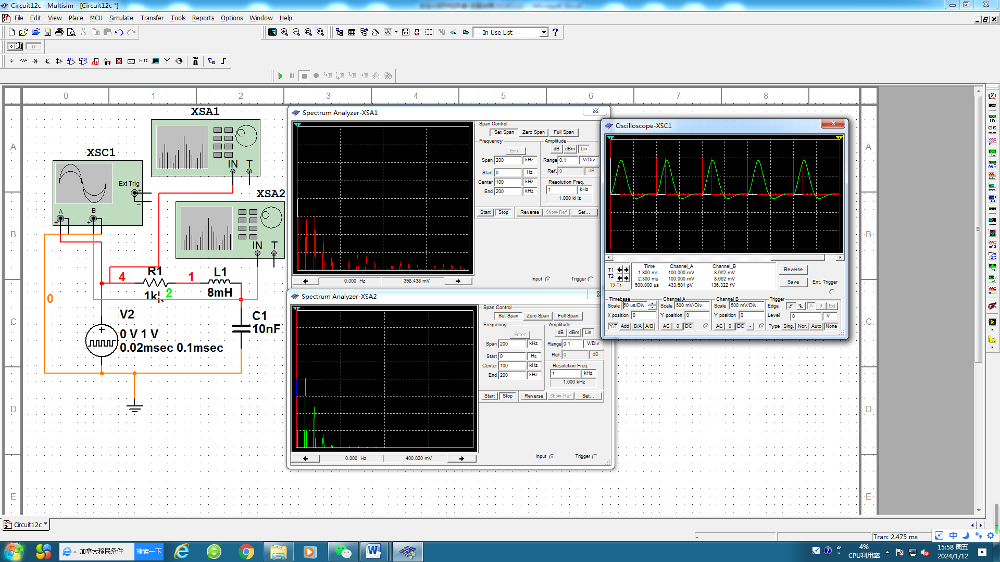 Circuit12c - Multisim - [Circuit12c *]
File Edit View Place MCU Simulate Transfer Tools Reports Options Window Help
--- In Use List ---
MISC
0 1 2 3 4 5 6 7 8
A
B
C
D
E
A
B
C
D
E
XSA1
IN T
XSC1
Ext Trig
A B
XSA2
IN T
4 R1 1 L1
1k 2 8mH
0
V2
0 V 1 V
0.02msec 0.1msec
C1
10nF
Spectrum Analyzer-XSA1
Span Control
Set Span Zero Span Full Span
Frequency Amplitude
Enter dB dBm Lin
Span 200 kHz Range 0.1 V/Div
Start 0 Hz Ref. 0 dB
Center 100 kHz Resolution Freq.
End 200 kHz 1 kHz
1.000 kHz
Start Stop Reverse Show-Ref Set...
0.000 Hz 398.438 mV
Input Trigger
Spectrum Analyzer-XSA2
Span Control
Set Span Zero Span Full Span
Frequency Amplitude
Enter dB dBm Lin
Span 200 kHz Range 0.1 V/Div
Start 0 Hz Ref. 0 dB
Center 100 kHz Resolution Freq.
End 200 kHz 1 kHz
1.000 kHz
Start Stop Reverse Show-Ref Set...
0.000 Hz 400.020 mV
Input Trigger
Oscilloscope-XSC1
Time Channel_A Channel_B
T1 1.800 ms 100.000 mV 8.662 mV
T2 2.300 ms 100.000 mV 8.662 mV
T2-T1 500.000 us 433.681 pV 136.322 fV
Reverse
Save
Ext. Trigger
Timebase Channel A Channel B Trigger
Scale 50 us/Div Scale 500 mV/Div Scale 500 mV/Div Edge A B Ext
X position 0 Y position 0 Y position 0 Level 0 V
Y/T Add B/A A/B AC 0 DC AC 0 DC - Type Sing. Nor. Auto None
Circuit12c *
- Tran: 2.475 ms
中
加拿大移民条件 搜索一下
4%
CPU利用率
15:58 周五
2024/1/12